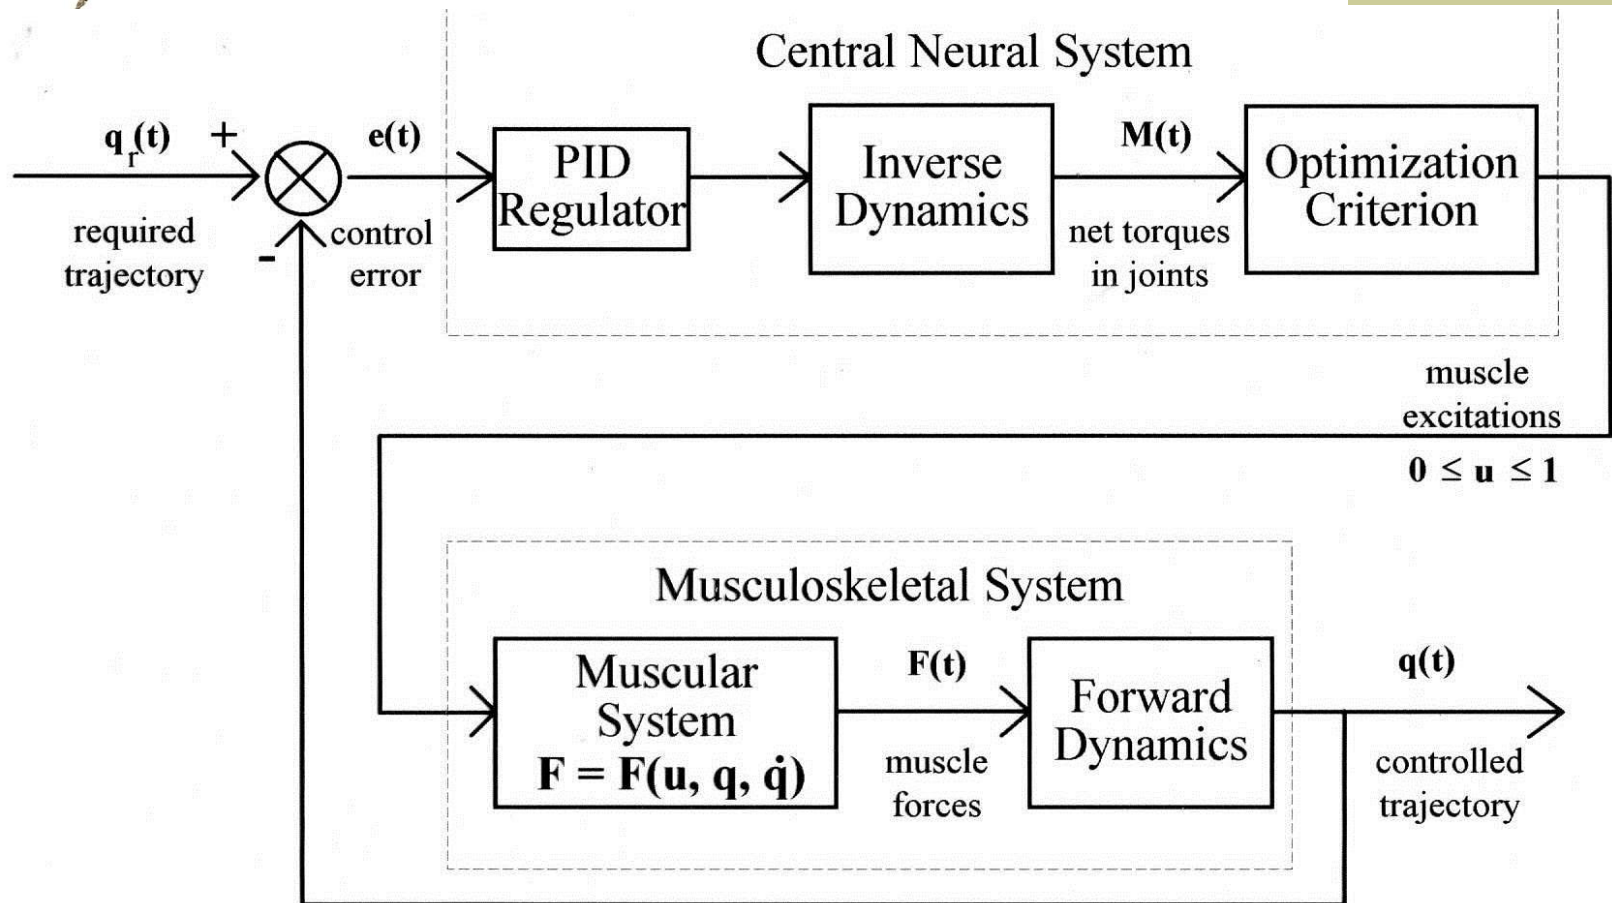 Central Neural System
qr(t) +
e(t)
PID
Regulator
Inverse
Dynamics
M(t)
Optimization
Criterion
required
trajectory
-
control
error
net torques
in joints
muscle
excitations
0 ≤ u ≤ 1
Musculoskeletal System
Muscular
System
F = F(u, q, q̇)
F(t)
muscle
forces
Forward
Dynamics
q(t)
controlled
trajectory